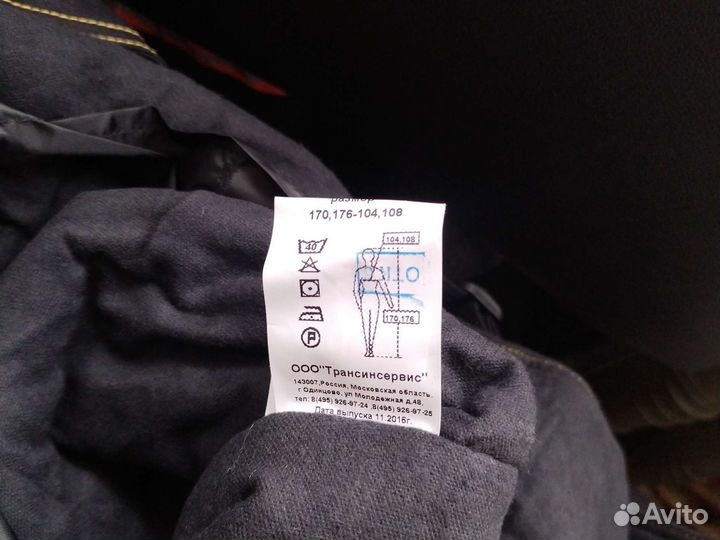 размер
170,176-104,108
40
104,108
170,176
P
ООО"Трансинсервис"
143007,Россия, Московская область,
г.Одинцово, ул Молодежная д.48,
тел: 8(495) 926-97-24 ,8(495) 926-97-25
Дата выпуска 11.2016г.
Avito